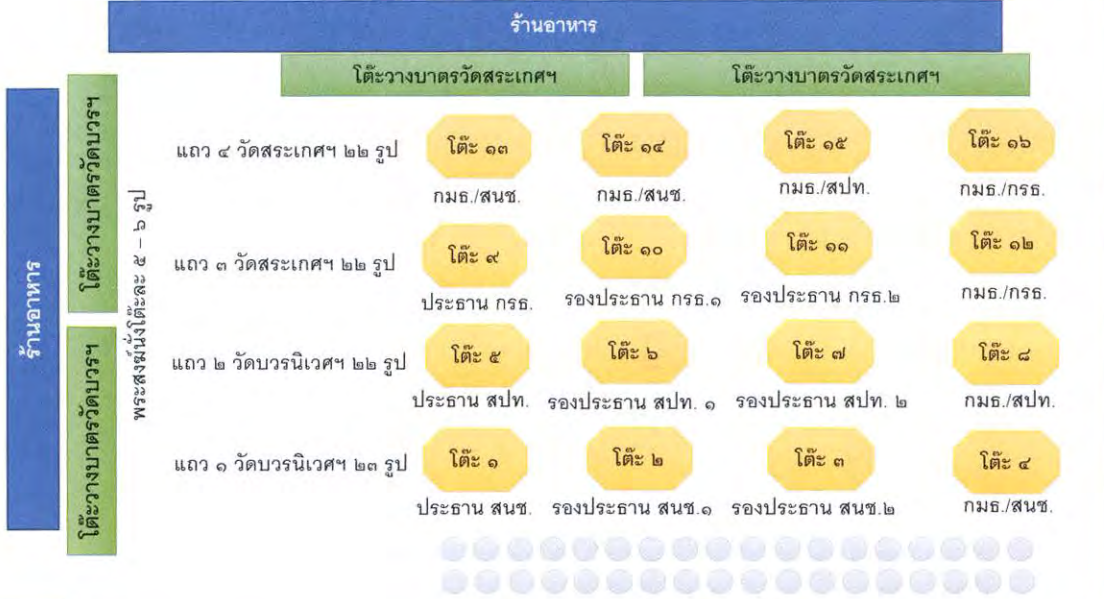 ร้านอาหาร
โต๊ะวางบาตรวัดสระเกศฯ
โต๊ะวางบาตรวัดสระเกศฯ
ร้านอาหาร
โต๊ะวางบาตรวัดบวรฯ
โต๊ะวางบาตรวัดบวรฯ
พระสงฆ์นั่งโต๊ะละ ๕ – ๖ รูป
แถว ๔ วัดสระเกศฯ ๒๒ รูป
โต๊ะ ๑๓
โต๊ะ ๑๔
โต๊ะ ๑๕
โต๊ะ ๑๖
กมธ./สนช.
กมธ./สนช.
กมธ./สปท.
กมธ./กรธ.
แถว ๓ วัดสระเกศฯ ๒๒ รูป
โต๊ะ ๙
โต๊ะ ๑๐
โต๊ะ ๑๑
โต๊ะ ๑๒
ประธาน กรธ.
รองประธาน กรธ.๑
รองประธาน กรธ.๒
กมธ./กรธ.
แถว ๒ วัดบวรนิเวศฯ ๒๒ รูป
โต๊ะ ๕
โต๊ะ ๖
โต๊ะ ๗
โต๊ะ ๘
ประธาน สปท.
รองประธาน สปท. ๑
รองประธาน สปท. ๒
กมธ./สปท.
แถว ๑ วัดบวรนิเวศฯ ๒๓ รูป
โต๊ะ ๑
โต๊ะ ๒
โต๊ะ ๓
โต๊ะ ๔
ประธาน สนช.
รองประธาน สนช.๑
รองประธาน สนช.๒
กมธ./สนช.